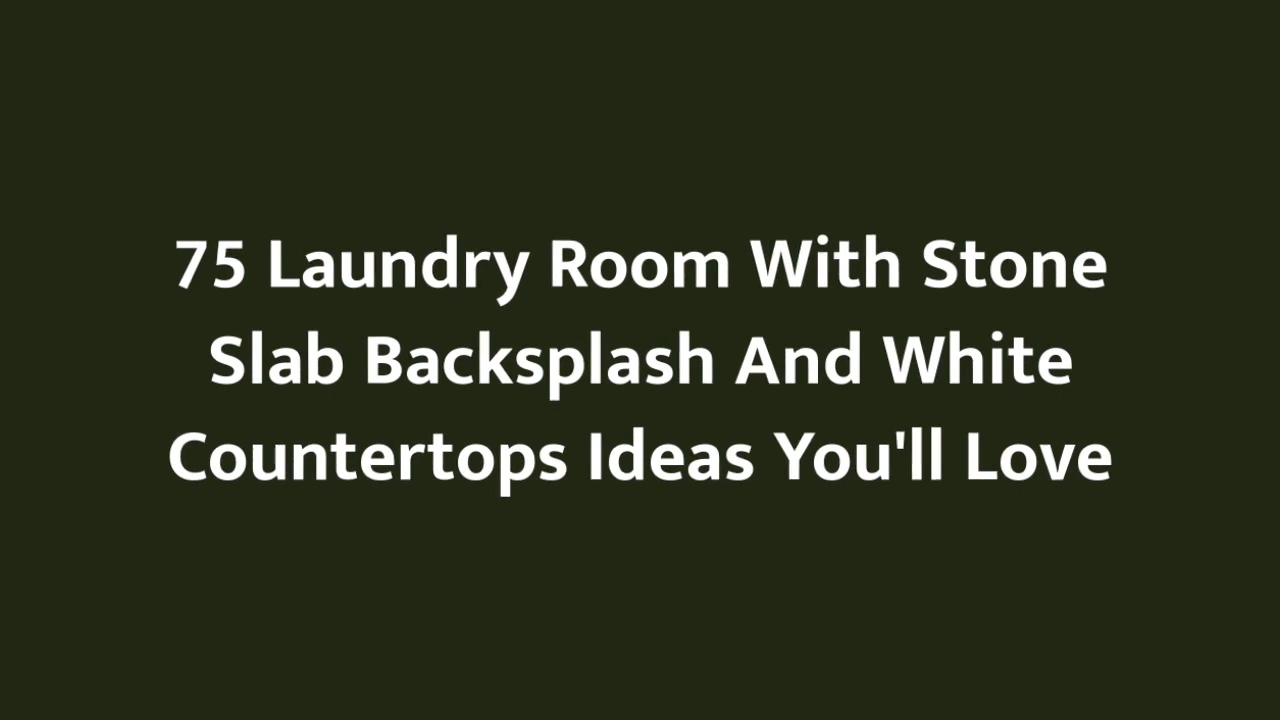 75 Laundry Room With Stone
Slab Backsplash And White
Countertops Ideas You'll Love